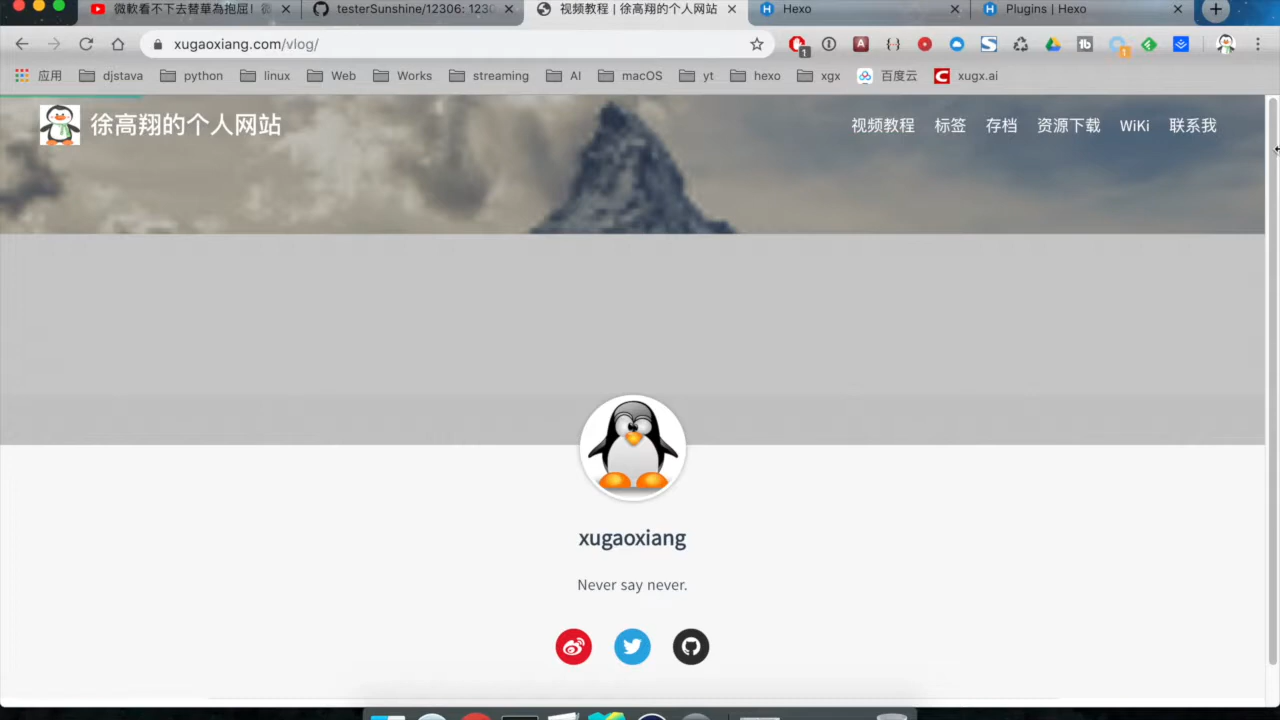 微軟看不下去替華為抱屈！微
testerSunshine/12306: 1230
视频教程 | 徐高翔的个人网站
Hexo
Plugins | Hexo
xugaoxiang.com/vlog/
应用 djstava python linux Web Works streaming AI macOS yt hexo xgx 百度云 xugx.ai
徐高翔的个人网站
视频教程 标签 存档 资源下载 WiKi 联系我
xugaoxiang
Never say never.